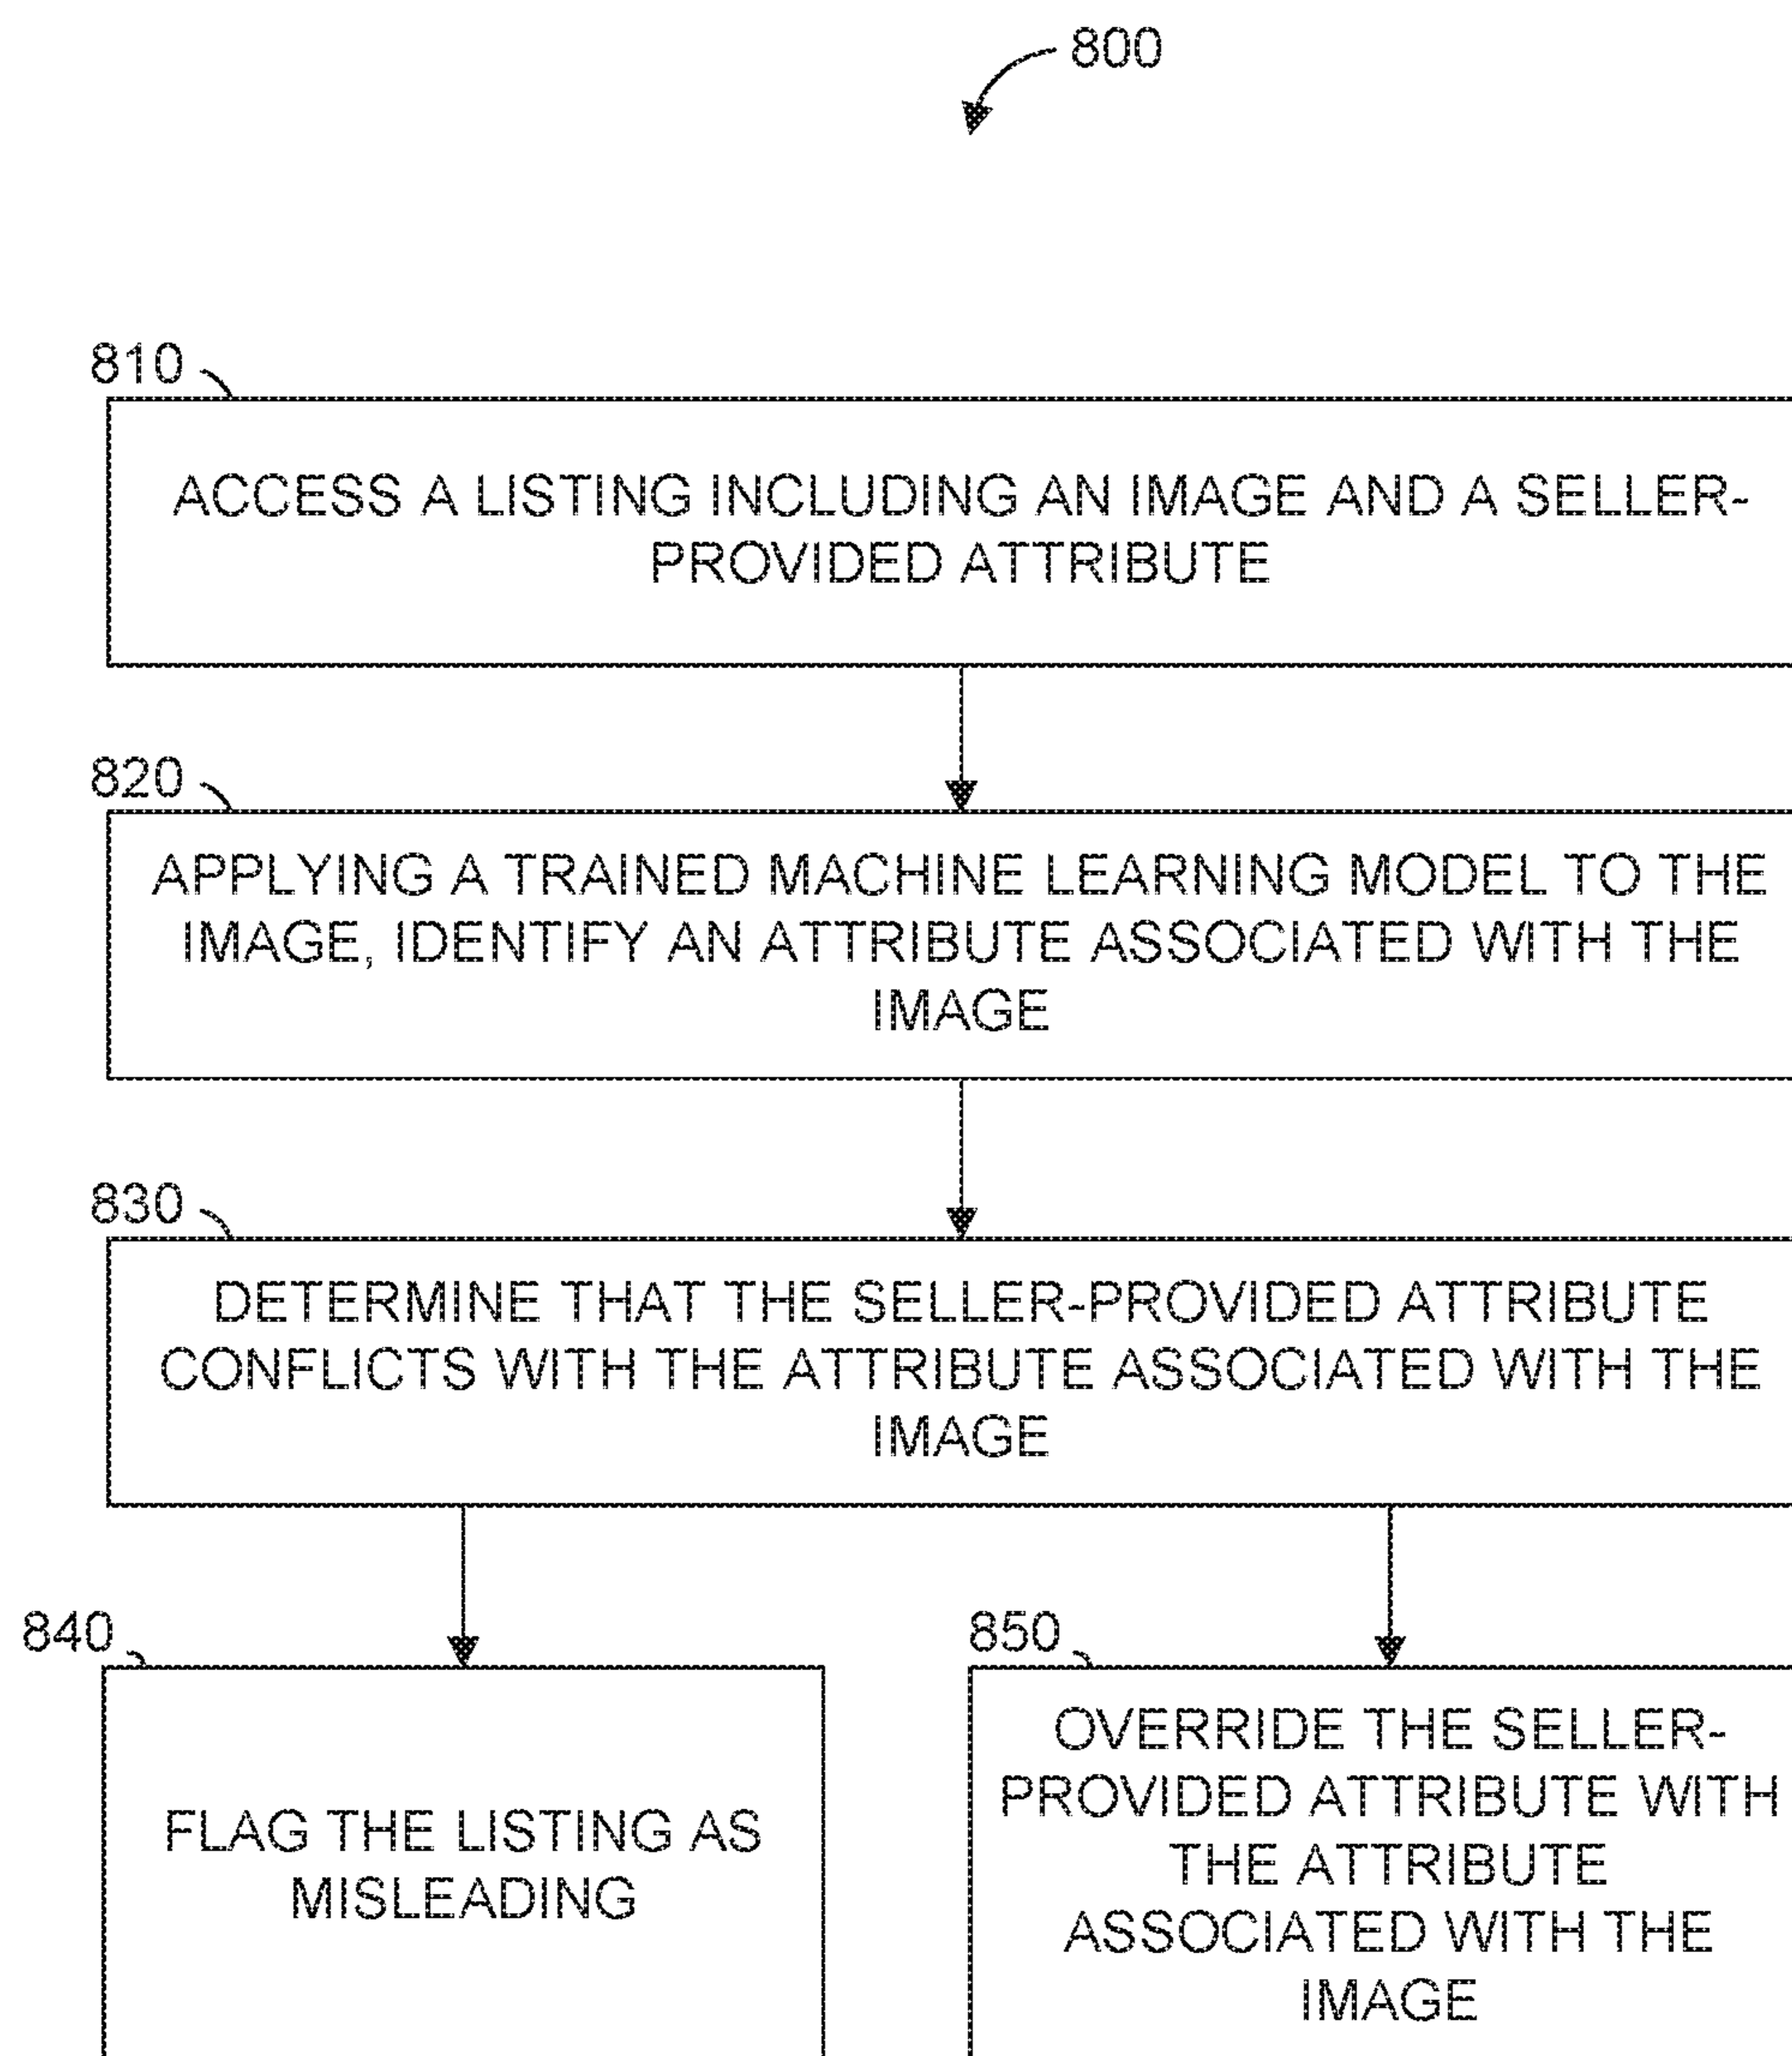 800
810
ACCESS A LISTING INCLUDING AN IMAGE AND A SELLER-
PROVIDED ATTRIBUTE
820
APPLYING A TRAINED MACHINE LEARNING MODEL TO THE
IMAGE, IDENTIFY AN ATTRIBUTE ASSOCIATED WITH THE
IMAGE
830
DETERMINE THAT THE SELLER-PROVIDED ATTRIBUTE
CONFLICTS WITH THE ATTRIBUTE ASSOCIATED WITH THE
IMAGE
840
FLAG THE LISTING AS
MISLEADING
850
OVERRIDE THE SELLER-
PROVIDED ATTRIBUTE WITH
THE ATTRIBUTE
ASSOCIATED WITH THE
IMAGE